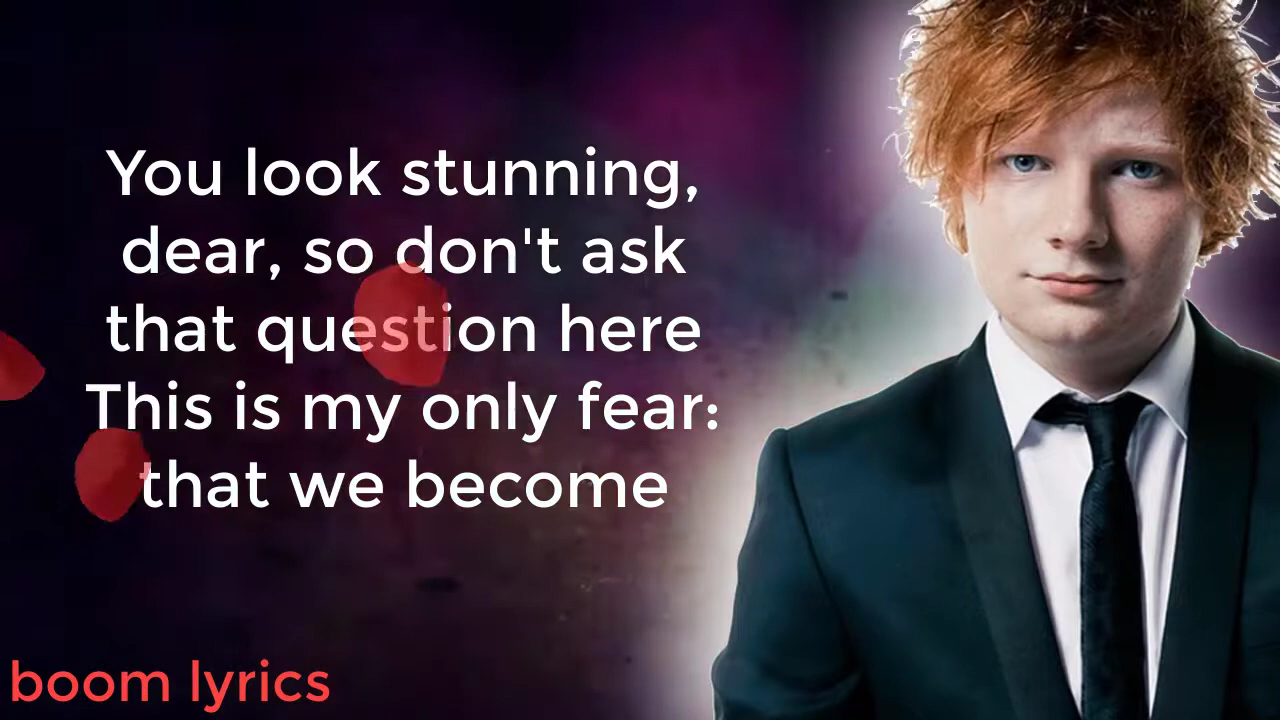 You look stunning,
dear, so don't ask
that question here
This is my only fear:
that we become
boom lyrics